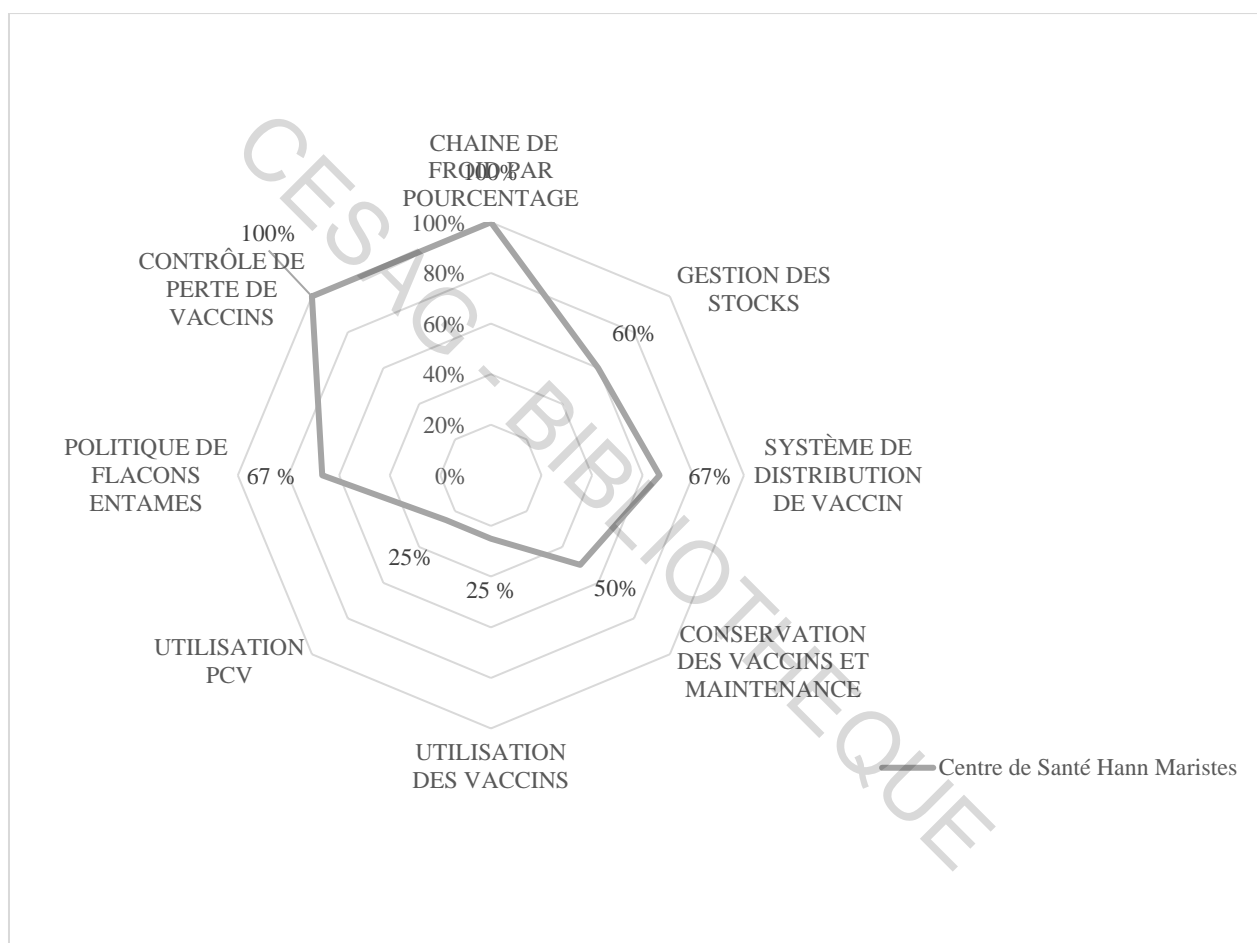 CHAINE DE
FROID PAR
100%
POURCENTAGE
100%
CONTRÔLE DE
PERTE DE
VACCINS
GESTION DES
STOCKS
100%
80%
60%
40%
20%
0%
60%
POLITIQUE DE
FLACONS
ENTAMES
67 %
67%
SYSTÈME DE
DISTRIBUTION
DE VACCIN
25%
25 %
50%
UTILISATION
PCV
CONSERVATION
DES VACCINS ET
MAINTENANCE
UTILISATION
DES VACCINS
Centre de Santé Hann Maristes
CESAG - BIBLIOTHEQUE